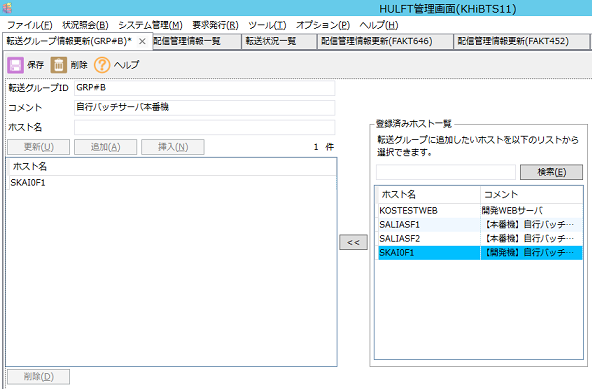 HULFT管理画面(KHiBTS11)
ファイル(F) 状況照会(B) システム管理(M) 要求発行(R) ツール(T) オプション(P) ヘルプ(H)
転送グループ情報更新(GRP#B)* × 配信管理情報一覧 転送状況一覧 配信管理情報更新(FAKT646) 配信管理情報更新(FAKT452)
保存 削除 ? ヘルプ
転送グループID GRP#B
コメント 自行バッチサーバ本番機
ホスト名
更新(U) 追加(A) 挿入(I) 1 件
ホスト名
SKAI0F1
<<
削除(D)
登録済みホスト一覧
転送グループに追加したいホストを以下のリストから
選択できます。
検索(E)
ホスト名 コメント
KOSTESTWEB 開発WEBサーバ
SALIASF1 【本番機】自行バッチ…
SALIASF2 【本番機】自行バッチ…
SKAI0F1 【開発機】自行バッチ…